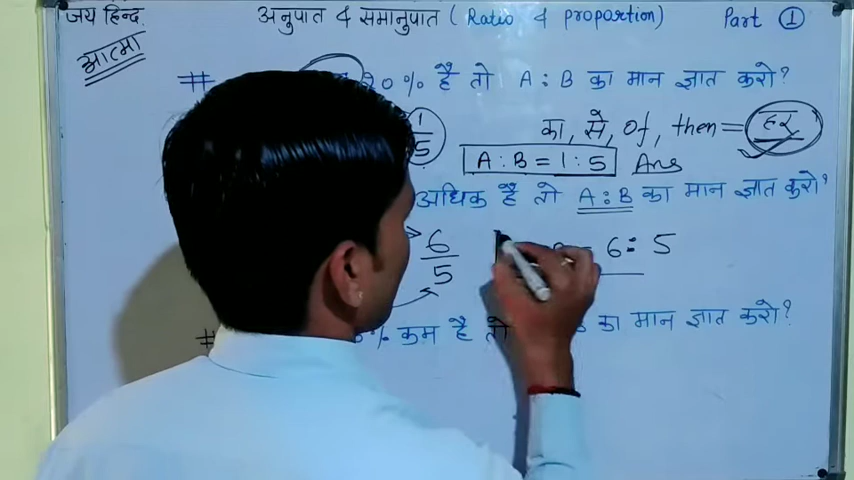 जय हिन्द
अनुपात & समानुपात ( Ratio & proportion)
Part 1
आत्मा
# 20% है तो A : B का मान ज्ञात करो?
1/5
का, से, of, then = हर
A : B = 1 : 5 Ans
अधिक है तो A : B का मान ज्ञात करो?
6/5
= 6 : 5
# % कम है तो का मान ज्ञात करो?